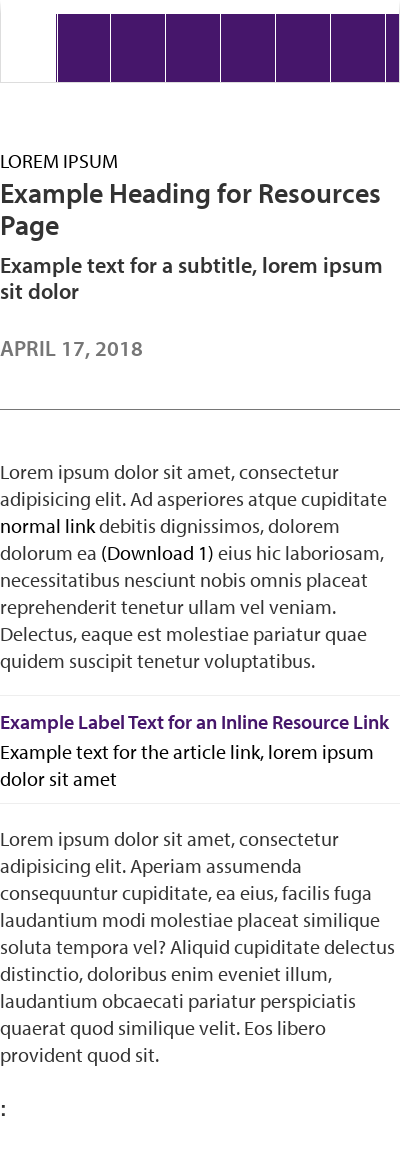 LOREM IPSUM
Example Heading for Resources
Page
Example text for a subtitle, lorem ipsum
sit dolor
APRIL 17, 2018
Lorem ipsum dolor sit amet, consectetur
adipisicing elit. Ad asperiores atque cupiditate
normal link debitis dignissimos, dolorem
dolorum ea (Download 1) eius hic laboriosam,
necessitatibus nesciunt nobis omnis placeat
reprehenderit tenetur ullam vel veniam.
Delectus, eaque est molestiae pariatur quae
quidem suscipit tenetur voluptatibus.
Example Label Text for an Inline Resource Link
Example text for the article link, lorem ipsum
dolor sit amet
Lorem ipsum dolor sit amet, consectetur
adipisicing elit. Aperiam assumenda
consequuntur cupiditate, ea eius, facilis fuga
laudantium modi molestiae placeat similique
soluta tempora vel? Aliquid cupiditate delectus
distinctio, doloribus enim eveniet illum,
laudantium obcaecati pariatur perspiciatis
quaerat quod similique velit. Eos libero
provident quod sit.
: